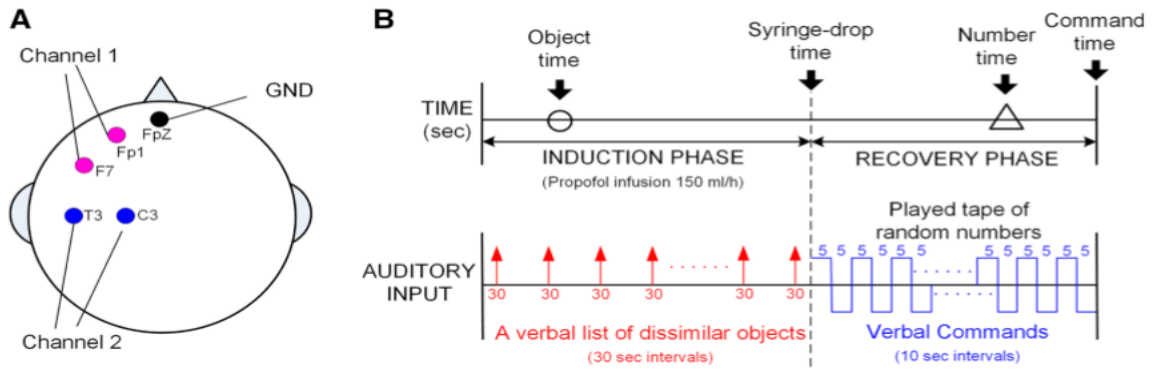 A
Channel 1
GND
FpZ
Fp1
F7
T3
C3
Channel 2
B
Object
time
Syringe-drop
time
Number
time
Command
time
TIME
(sec)
INDUCTION PHASE
(Propofol infusion 150 ml/h)
RECOVERY PHASE
AUDITORY
INPUT
30 30 30 30 30 30
A verbal list of dissimilar objects
(30 sec intervals)
Played tape of
random numbers
5 5 5 5 5 5 5 5 5 5
Verbal Commands
(10 sec intervals)